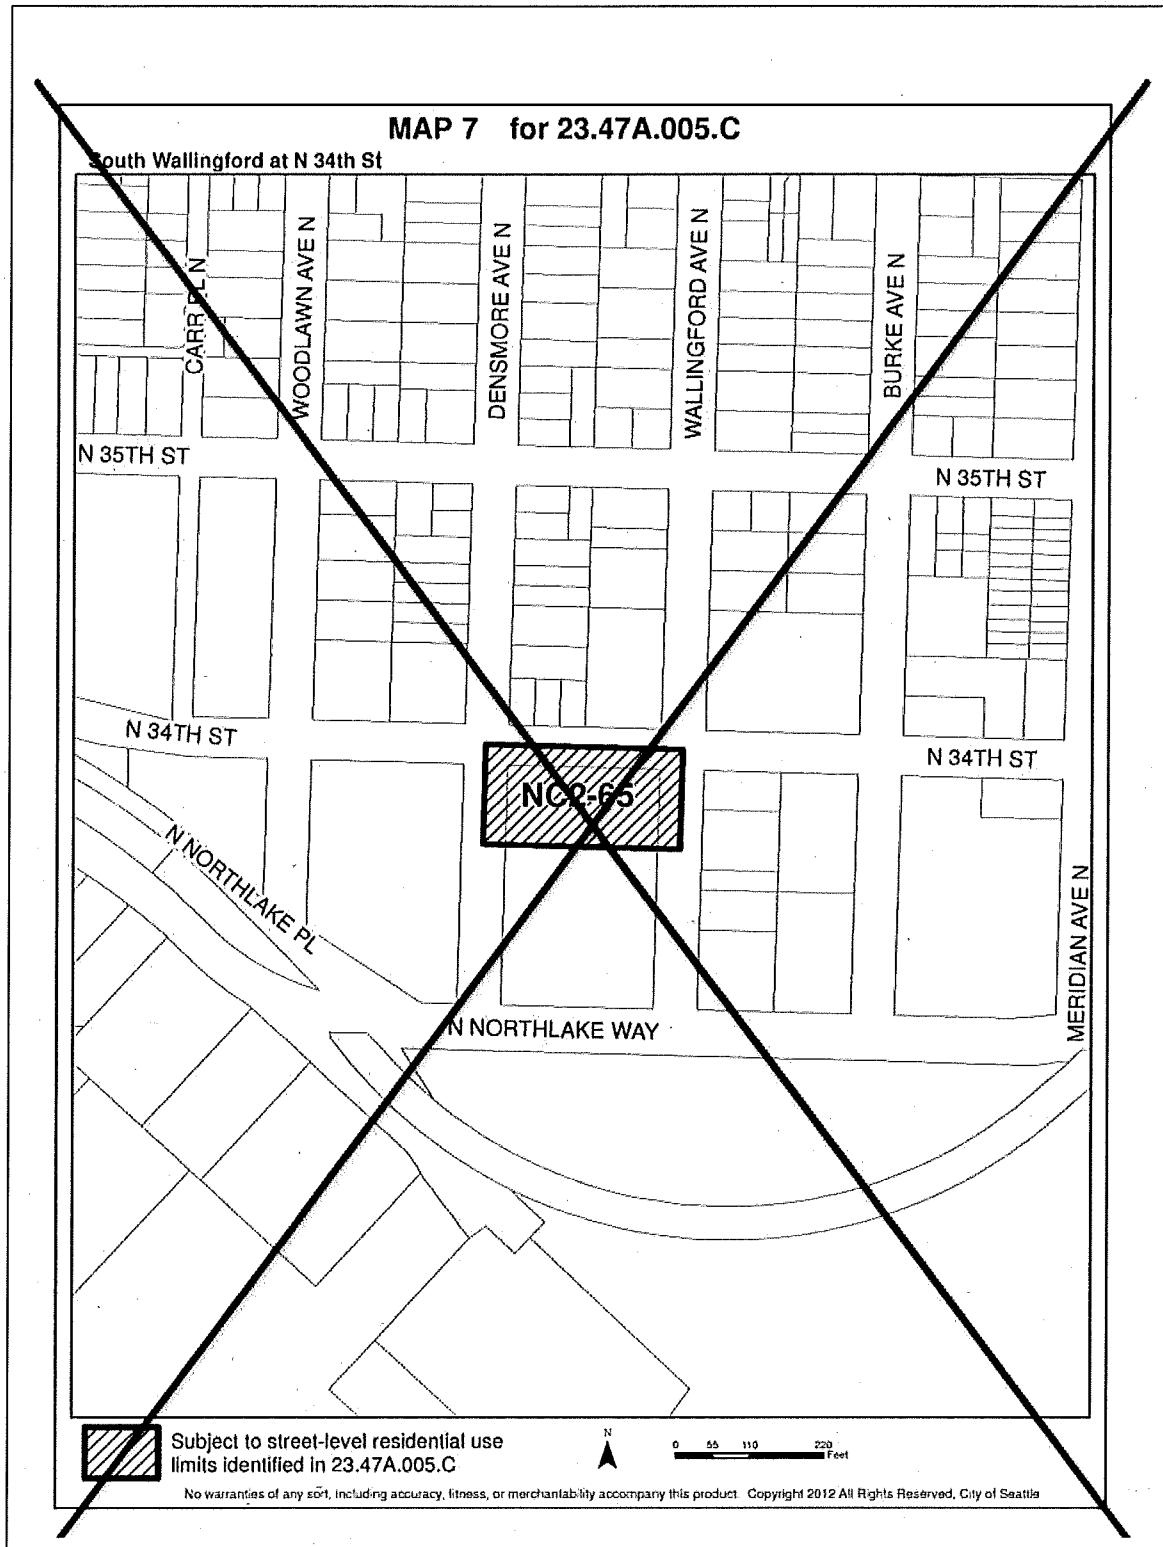 MAP 7 for 23.47A.005.C
South Wallingford at N 34th St
CARR PL N
WOODLAWN AVE N
DENSMORE AVE N
WALLINGFORD AVE N
BURKE AVE N
N 35TH ST
N 35TH ST
N 34TH ST
N 34TH ST
NC2-65
N NORTHLAKE PL
MERIDIAN AVE N
N NORTHLAKE WAY
Subject to street-level residential use
limits identified in 23.47A.005.C
N
0 55 110 220
Feet
No warranties of any sort, including accuracy, fitness, or merchantability accompany this product. Copyright 2012 All Rights Reserved, City of Seattle